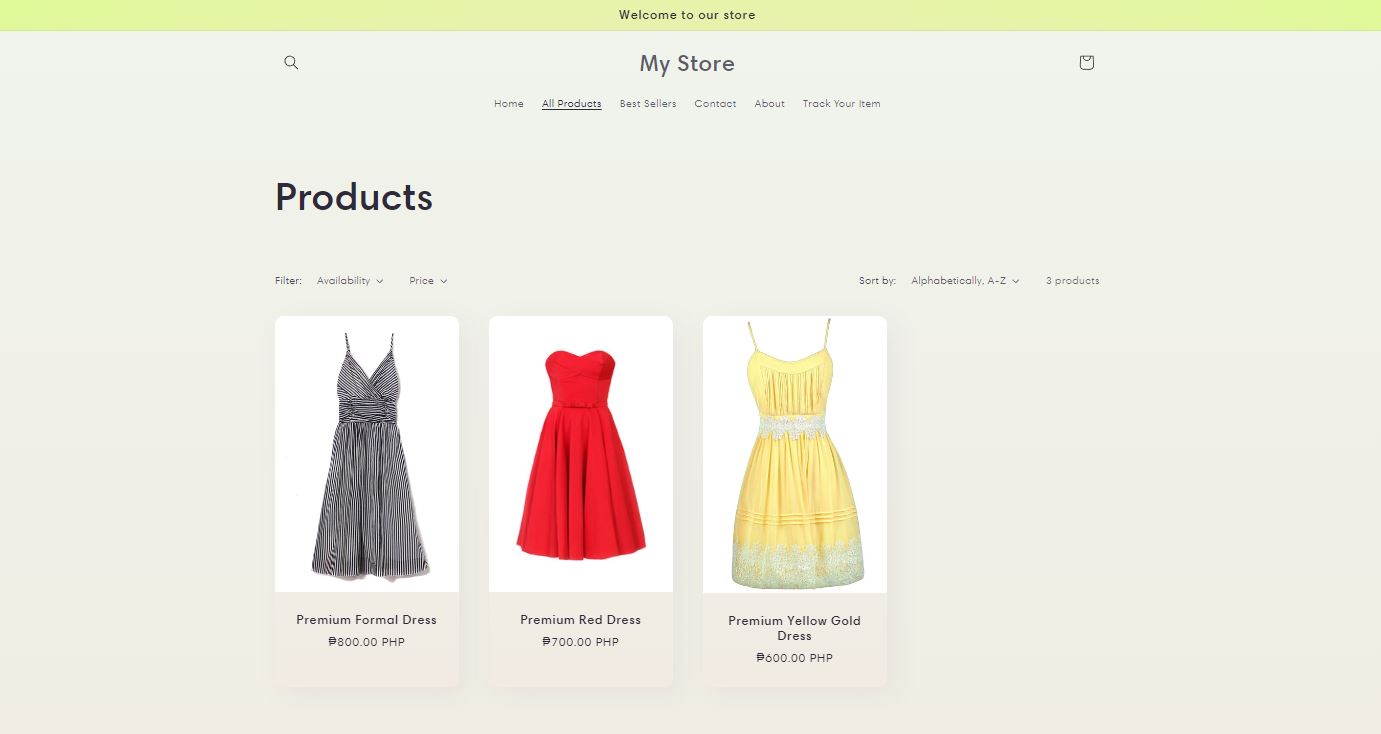 Welcome to our store
My Store
Home All Products Best Sellers Contact About Track Your Item
Products
Filter: Availability Price Sort by: Alphabetically, A-Z 3 products
Premium Formal Dress
₱800.00 PHP
Premium Red Dress
₱700.00 PHP
Premium Yellow Gold
Dress
₱600.00 PHP